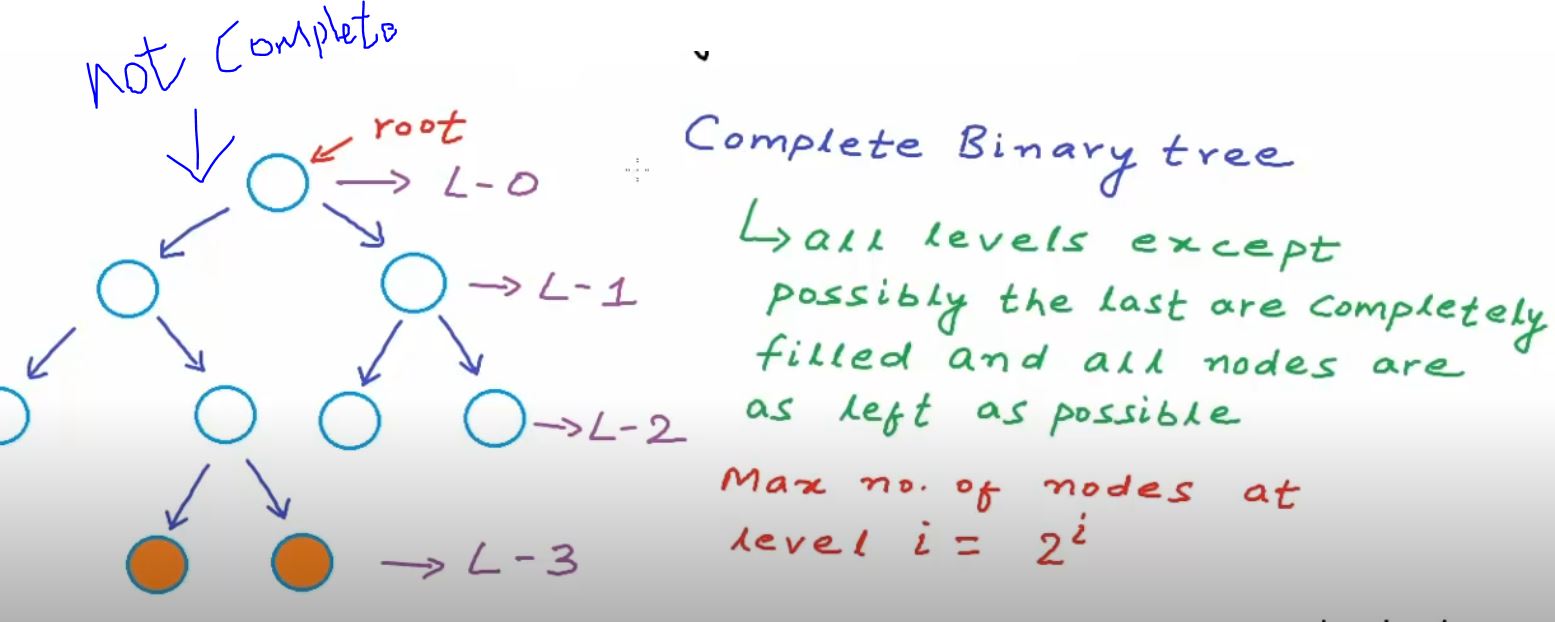 not Complete
root
L-0
L-1
L-2
L-3
Complete Binary tree
all levels except
possibly the last are completely
filled and all nodes are
as left as possible
Max no. of nodes at
level i = 2^i